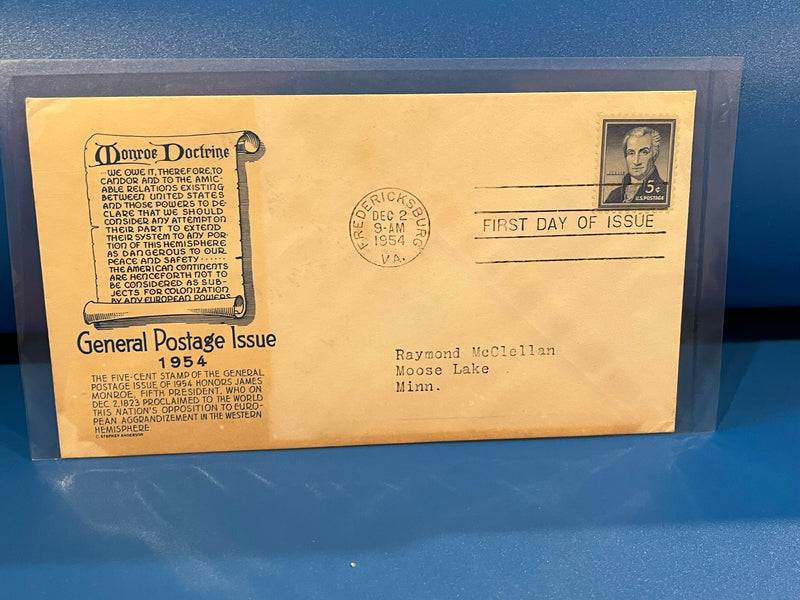 Monroe Doctrine
WE OWE IT, THEREFORE, TO
CANDOR AND TO THE AMIC-
ABLE RELATIONS EXISTING
BETWEEN UNITED STATES
AND THOSE POWERS TO DE-
CLARE THAT WE SHOULD
CONSIDER ANY ATTEMPT ON
THEIR PART TO EXTEND
THEIR SYSTEM TO ANY POR-
TION OF THIS HEMISPHERE
AS DANGEROUS TO OUR
PEACE AND SAFETY ......
THE AMERICAN CONTINENTS
ARE HENCEFORTH NOT TO
BE CONSIDERED AS SUB-
JECTS FOR COLONIZATION
BY ANY EUROPEAN POWERS
General Postage Issue
1954
THE FIVE-CENT STAMP OF THE GENERAL
POSTAGE ISSUE OF 1954 HONORS JAMES
MONROE, FIFTH PRESIDENT, WHO ON
DEC. 2, 1823 PROCLAIMED TO THE WORLD
THIS NATION'S OPPOSITION TO EURO-
PEAN AGGRANDIZEMENT IN THE WESTERN
HEMISPHERE
C. STEPHEN ANDERSON
FREDERICKSBURG
DEC 2
9-AM
1954
VA.
5¢
U.S. POSTAGE
FIRST DAY OF ISSUE
Raymond McClellan
Moose Lake
Minn.